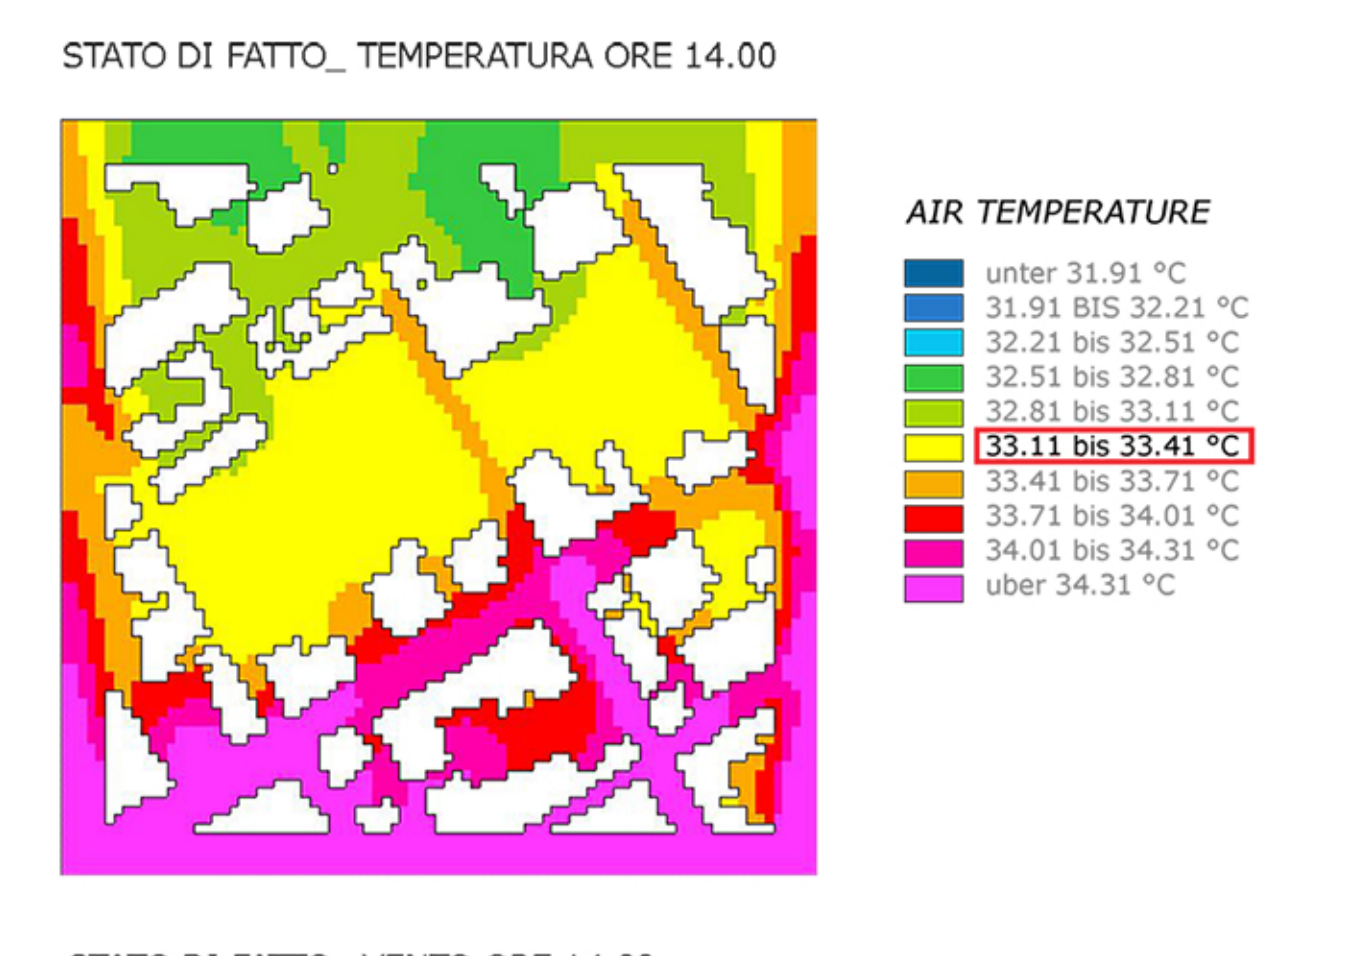 STATO DI FATTO_ TEMPERATURA ORE 14.00
AIR TEMPERATURE
unter 31.91 °C
31.91 BIS 32.21 °C
32.21 bis 32.51 °C
32.51 bis 32.81 °C
32.81 bis 33.11 °C
33.11 bis 33.41 °C
33.41 bis 33.71 °C
33.71 bis 34.01 °C
34.01 bis 34.31 °C
uber 34.31 °C